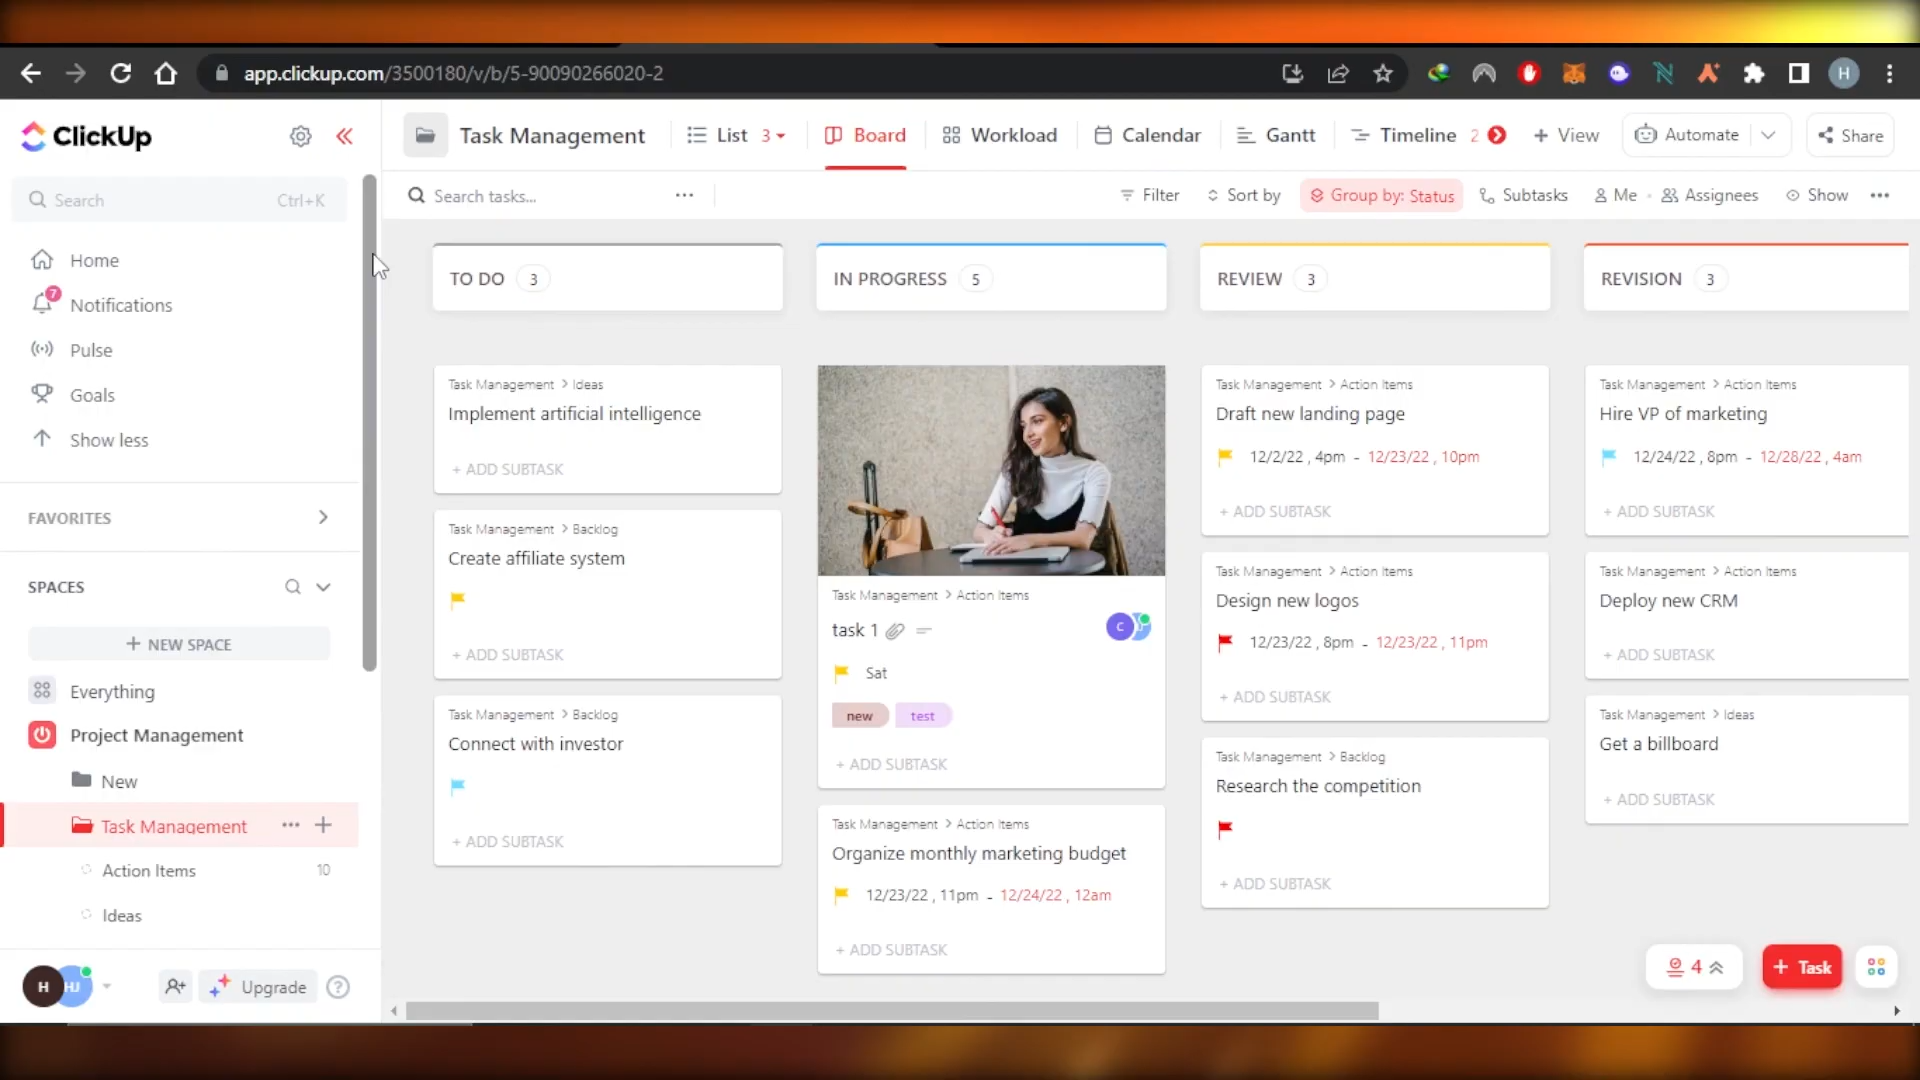 app.clickup.com/3500180/v/b/5-90090266020-2
H
ClickUp
Task Management
List 3
Board
Workload
Calendar
Gantt
Timeline 2
+ View
Automate
Share
Search Ctrl+K
Search tasks...
Filter
Sort by
Group by: Status
Subtasks
Me
Assignees
Show
Home
7
Notifications
Pulse
Goals
Show less
FAVORITES
SPACES
+ NEW SPACE
Everything
Project Management
New
Task Management
Action Items 10
Ideas
H HJ
Upgrade
?
TO DO 3
Task Management > Ideas
Implement artificial intelligence
+ ADD SUBTASK
Task Management > Backlog
Create affiliate system
+ ADD SUBTASK
Task Management > Backlog
Connect with investor
+ ADD SUBTASK
IN PROGRESS 5
Task Management > Action Items
task 1
C
Sat
new test
+ ADD SUBTASK
Task Management > Action Items
Organize monthly marketing budget
12/23/22 , 11pm - 12/24/22 , 12am
+ ADD SUBTASK
REVIEW 3
Task Management > Action Items
Draft new landing page
12/2/22 , 4pm - 12/23/22 , 10pm
+ ADD SUBTASK
Task Management > Action Items
Design new logos
12/23/22 , 8pm - 12/23/22 , 11pm
+ ADD SUBTASK
Task Management > Backlog
Research the competition
+ ADD SUBTASK
REVISION 3
Task Management > Action Items
Hire VP of marketing
12/24/22 , 8pm - 12/28/22 , 4am
+ ADD SUBTASK
Task Management > Action Items
Deploy new CRM
+ ADD SUBTASK
Task Management > Ideas
Get a billboard
+ ADD SUBTASK
4
+ Task